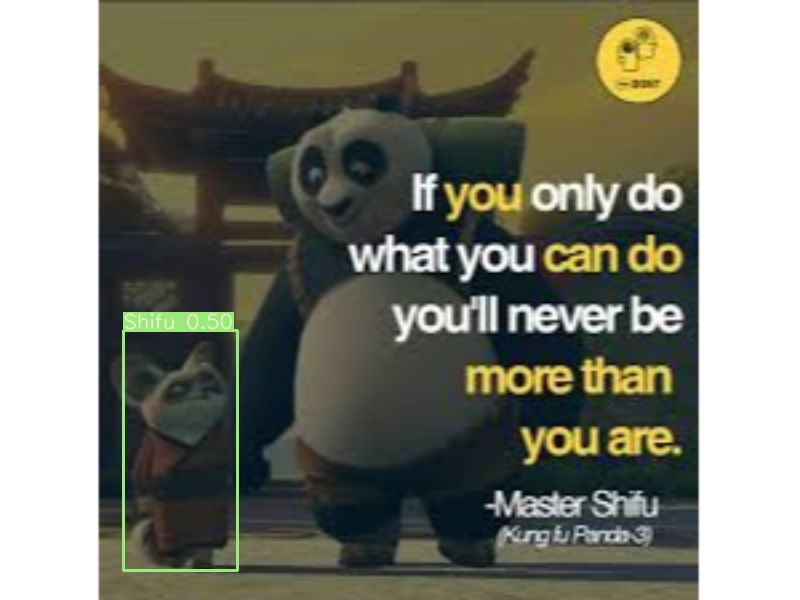 If you only do
what you can do
you'll never be
more than
you are.
-Master Shifu
(Kung fu Panda-3)
Shifu 0.50